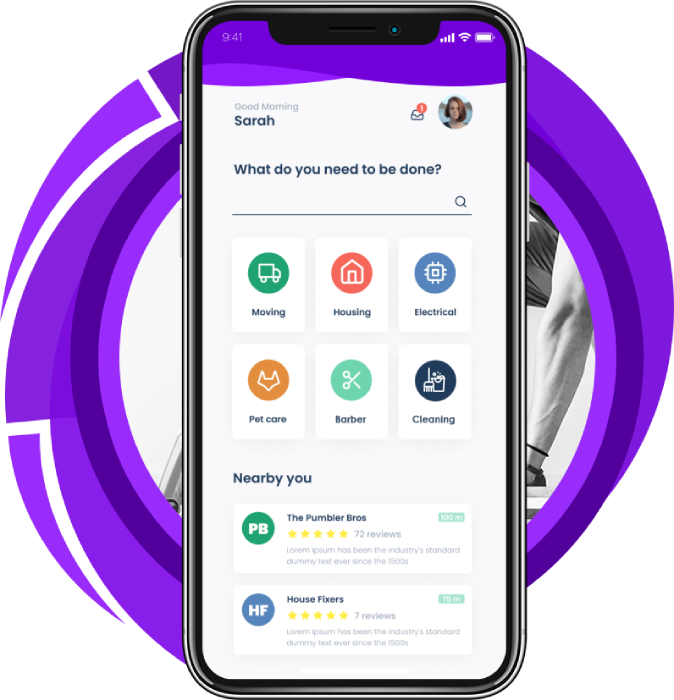 9:41
Good Morning
Sarah
1
What do you need to be done?
Moving
Housing
Electrical
Pet care
Barber
Cleaning
Nearby you
PB
The Pumbler Bros
100 m
72 reviews
Lorem Ipsum has been the industry's standard
dummy text ever since the 1500s
HF
House Fixers
75 m
7 reviews
Lorem Ipsum has been the industry's standard
dummy text ever since the 1500s